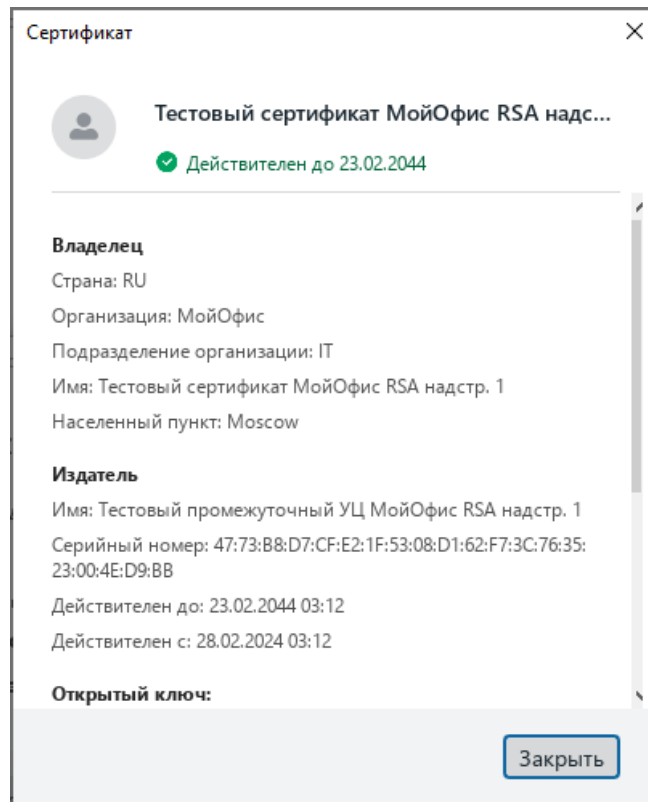 Сертификат
Тестовый сертификат МойОфис RSA надс...
Действителен до 23.02.2044
Владелец
Страна: RU
Организация: МойОфис
Подразделение организации: IT
Имя: Тестовый сертификат МойОфис RSA надстр. 1
Населенный пункт: Moscow
Издатель
Имя: Тестовый промежуточный УЦ МойОфис RSA надстр. 1
Серийный номер: 47:73:B8:D7:CF:E2:1F:53:08:D1:62:F7:3C:76:35:
23:00:4E:D9:BB
Действителен до: 23.02.2044 03:12
Действителен с: 28.02.2024 03:12
Открытый ключ:
Закрыть